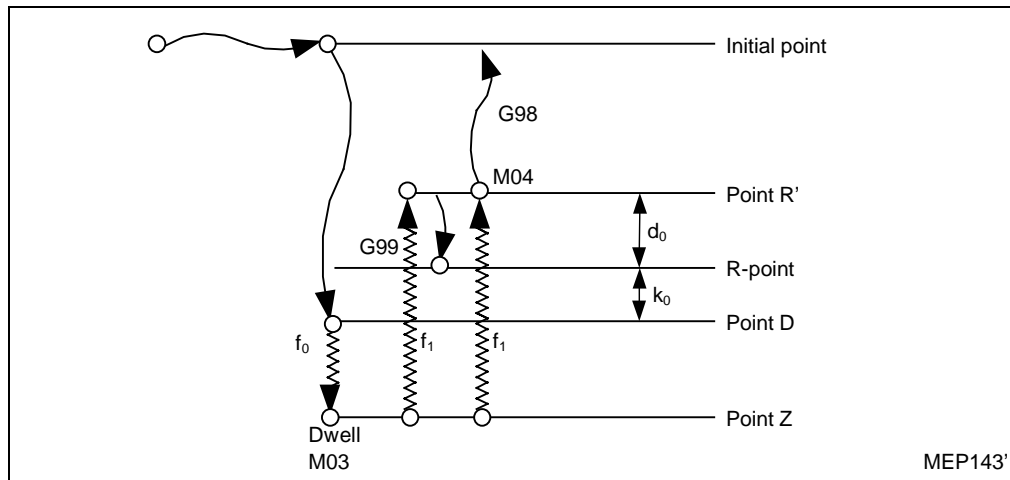 Initial point
G98
M04
Point R’
d0
G99
R-point
k0
Point D
f0
f1
f1
Point Z
Dwell
M03
MEP143’